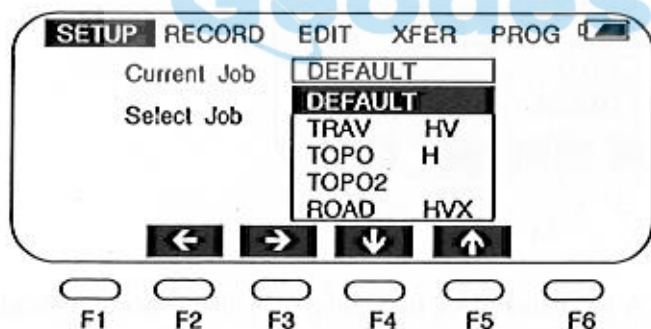 Geodes
SETUP RECORD EDIT XFER PROG
Current Job DEFAULT
Select Job DEFAULT
TRAV HV
TOPO H
TOPO2
ROAD HVX
F1 F2 F3 F4 F5 F6